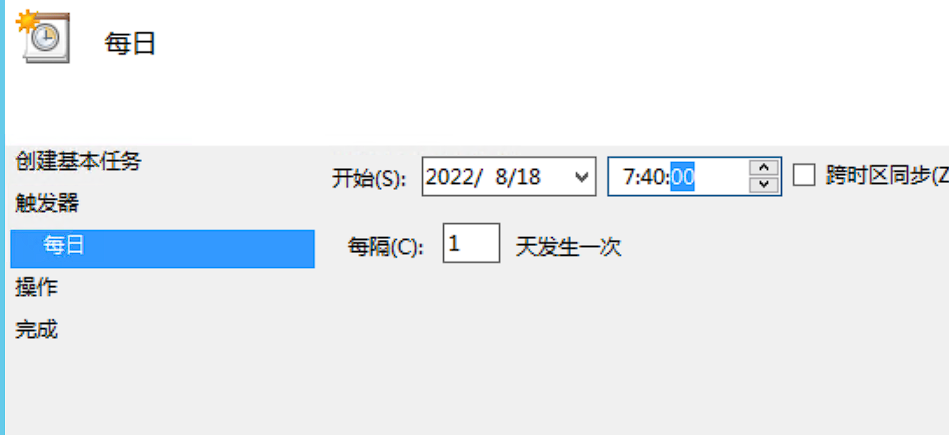 每日
创建基本任务
触发器
每日
操作
完成
开始(S): 2022/ 8/18 7:40:00 跨时区同步(Z
每隔(C): 1 天发生一次